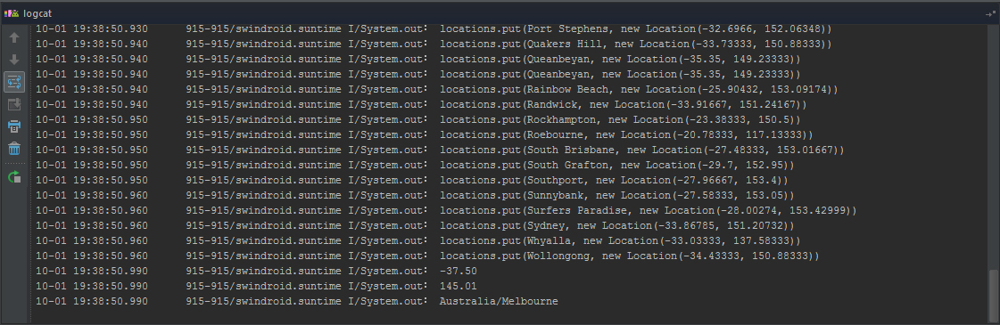 logcat
10-01 19:38:50.930 915-915/swindroid.suntime I/System.out: locations.put(Port Stephens, new Location(-32.6966, 152.06348))
10-01 19:38:50.940 915-915/swindroid.suntime I/System.out: locations.put(Quakers Hill, new Location(-33.73333, 150.88333))
10-01 19:38:50.940 915-915/swindroid.suntime I/System.out: locations.put(Queanbeyan, new Location(-35.35, 149.23333))
10-01 19:38:50.940 915-915/swindroid.suntime I/System.out: locations.put(Queanbeyan, new Location(-35.35, 149.23333))
10-01 19:38:50.940 915-915/swindroid.suntime I/System.out: locations.put(Rainbow Beach, new Location(-25.90432, 153.09174))
10-01 19:38:50.940 915-915/swindroid.suntime I/System.out: locations.put(Randwick, new Location(-33.91667, 151.24167))
10-01 19:38:50.950 915-915/swindroid.suntime I/System.out: locations.put(Rockhampton, new Location(-23.38333, 150.5))
10-01 19:38:50.950 915-915/swindroid.suntime I/System.out: locations.put(Roebourne, new Location(-20.78333, 117.13333))
10-01 19:38:50.950 915-915/swindroid.suntime I/System.out: locations.put(South Brisbane, new Location(-27.48333, 153.01667))
10-01 19:38:50.950 915-915/swindroid.suntime I/System.out: locations.put(South Grafton, new Location(-29.7, 152.95))
10-01 19:38:50.950 915-915/swindroid.suntime I/System.out: locations.put(Southport, new Location(-27.96667, 153.4))
10-01 19:38:50.960 915-915/swindroid.suntime I/System.out: locations.put(Sunnybank, new Location(-27.58333, 153.05))
10-01 19:38:50.960 915-915/swindroid.suntime I/System.out: locations.put(Surfers Paradise, new Location(-28.00274, 153.42999))
10-01 19:38:50.960 915-915/swindroid.suntime I/System.out: locations.put(Sydney, new Location(-33.86785, 151.20732))
10-01 19:38:50.960 915-915/swindroid.suntime I/System.out: locations.put(Whyalla, new Location(-33.03333, 137.58333))
10-01 19:38:50.960 915-915/swindroid.suntime I/System.out: locations.put(Wollongong, new Location(-34.43333, 150.88333))
10-01 19:38:50.990 915-915/swindroid.suntime I/System.out: -37.50
10-01 19:38:50.990 915-915/swindroid.suntime I/System.out: 145.01
10-01 19:38:50.990 915-915/swindroid.suntime I/System.out: Australia/Melbourne